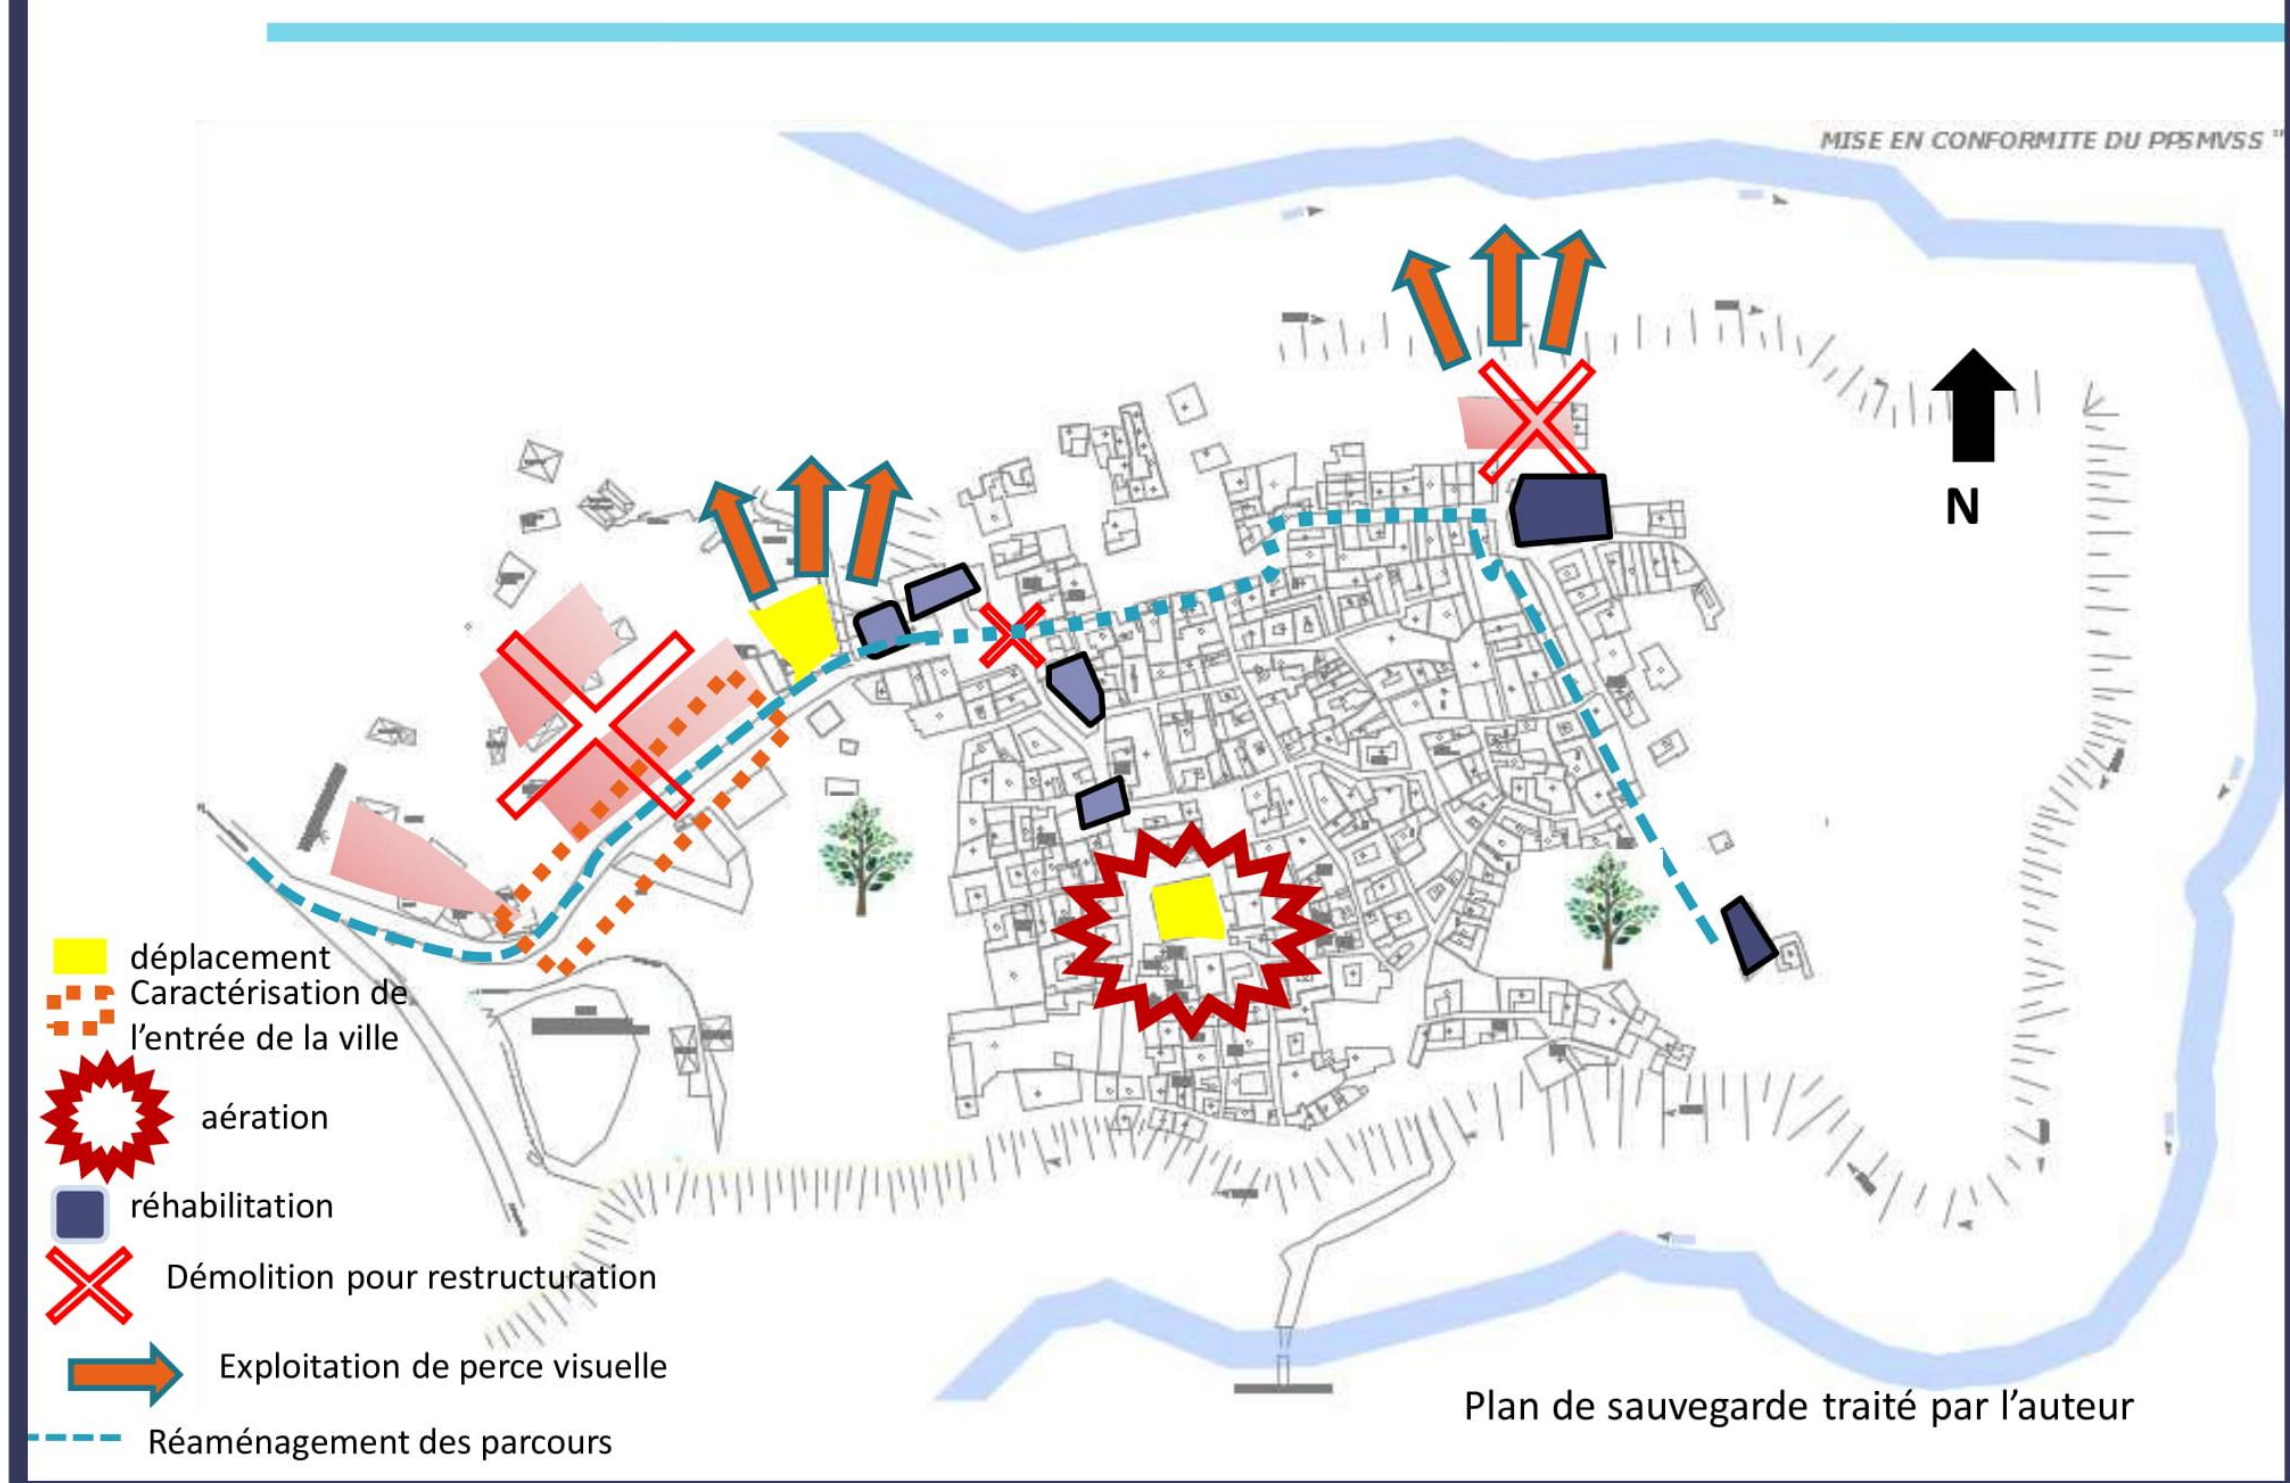 MISE EN CONFORMITE DU PPSMVSS "
N
déplacement
Caractérisation de
l'entrée de la ville
aération
réhabilitation
Démolition pour restructuration
Exploitation de perce visuelle
Réaménagement des parcours
Plan de sauvegarde traité par l'auteur